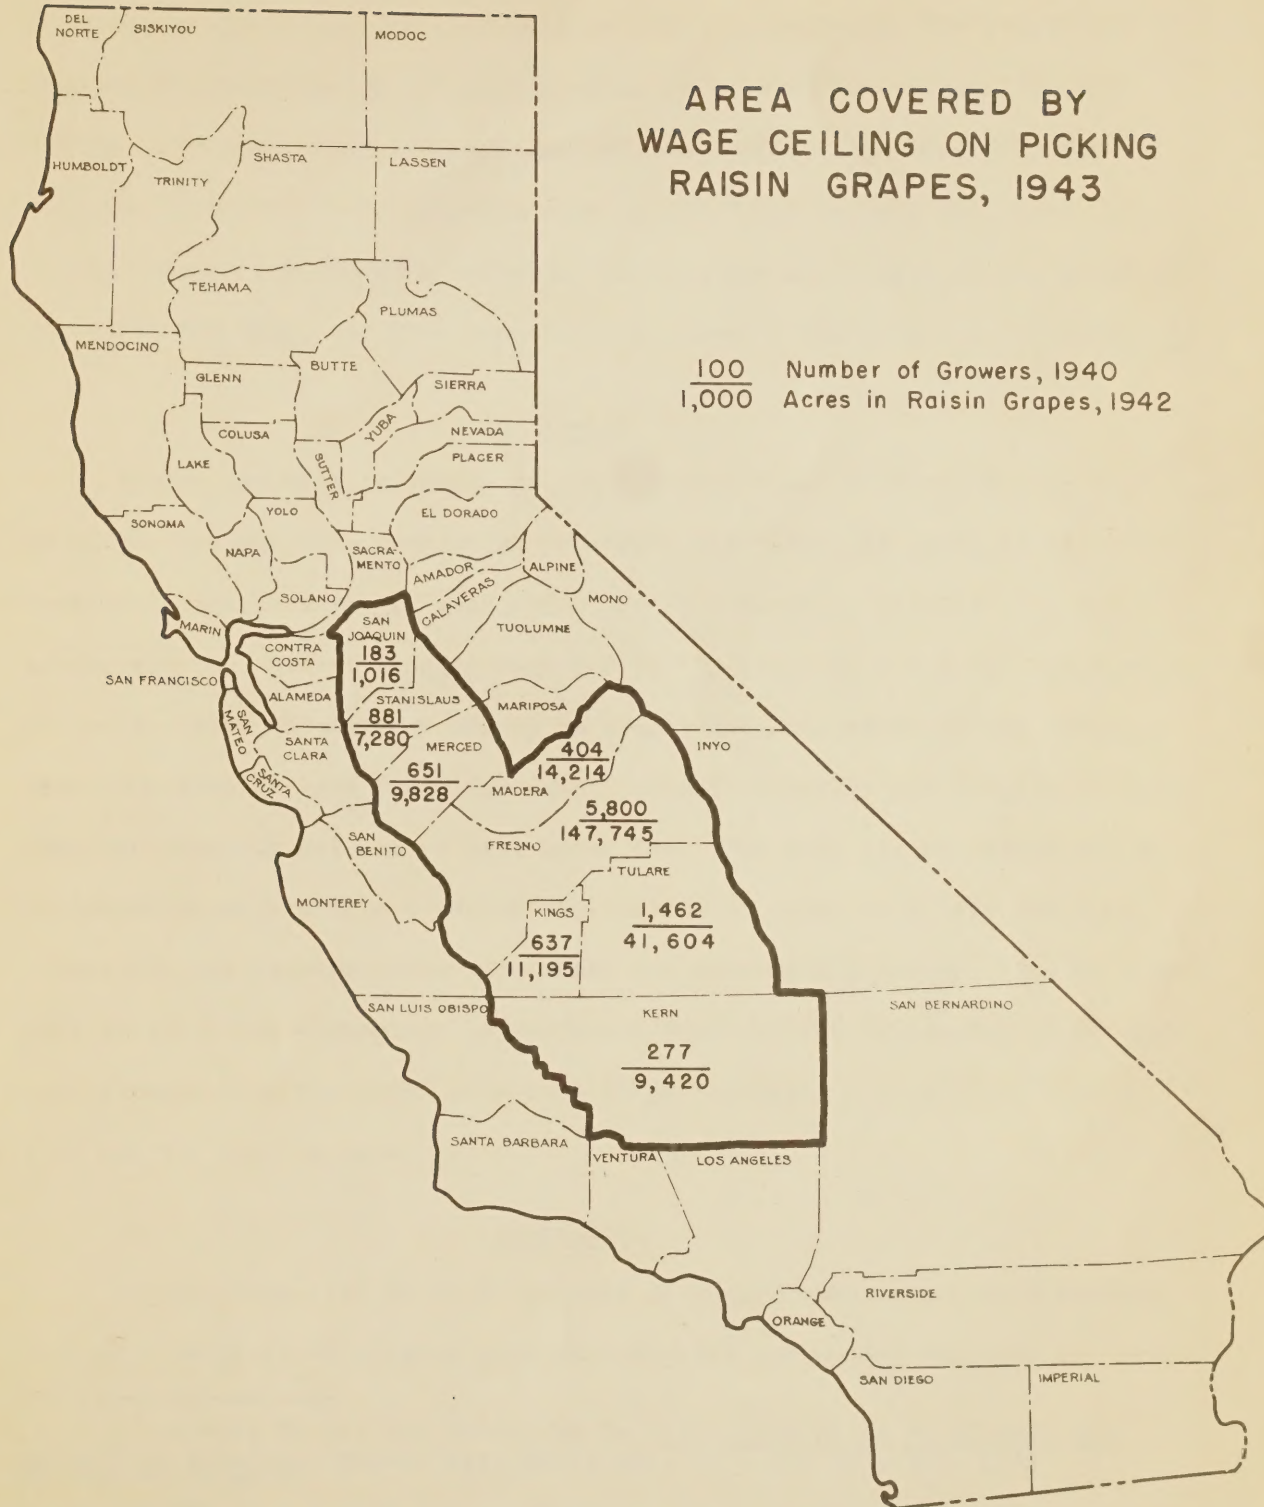 AREA COVERED BY
WAGE CEILING ON PICKING
RAISIN GRAPES, 1943
100 Number of Growers, 1940
1,000 Acres in Raisin Grapes, 1942
DEL
NORTE
SISKIYOU
MODOC
HUMBOLDT
TRINITY
SHASTA
LASSEN
TEHAMA
PLUMAS
MENDOCINO
GLENN
BUTTE
SIERRA
COLUSA
YUBA
NEVADA
LAKE
SUTTER
PLACER
SONOMA
YOLO
EL DORADO
NAPA
SACRA-
MENTO
AMADOR
ALPINE
SOLANO
CALAVERAS
MONO
MARIN
SAN
JOAQUIN
183
1,016
TUOLUMNE
CONTRA
COSTA
SAN FRANCISCO
ALAMEDA
STANISLAUS
881
7,280
MARIPOSA
SAN
MATEO
SANTA
CLARA
MERCED
651
9,828
404
14,214
MADERA
INYO
SANTA
CRUZ
5,800
147,745
FRESNO
SAN
BENITO
TULARE
1,462
41,604
MONTEREY
KINGS
637
11,195
SAN LUIS OBISPO
KERN
277
9,420
SAN BERNARDINO
SANTA BARBARA
VENTURA
LOS ANGELES
RIVERSIDE
ORANGE
SAN DIEGO
IMPERIAL